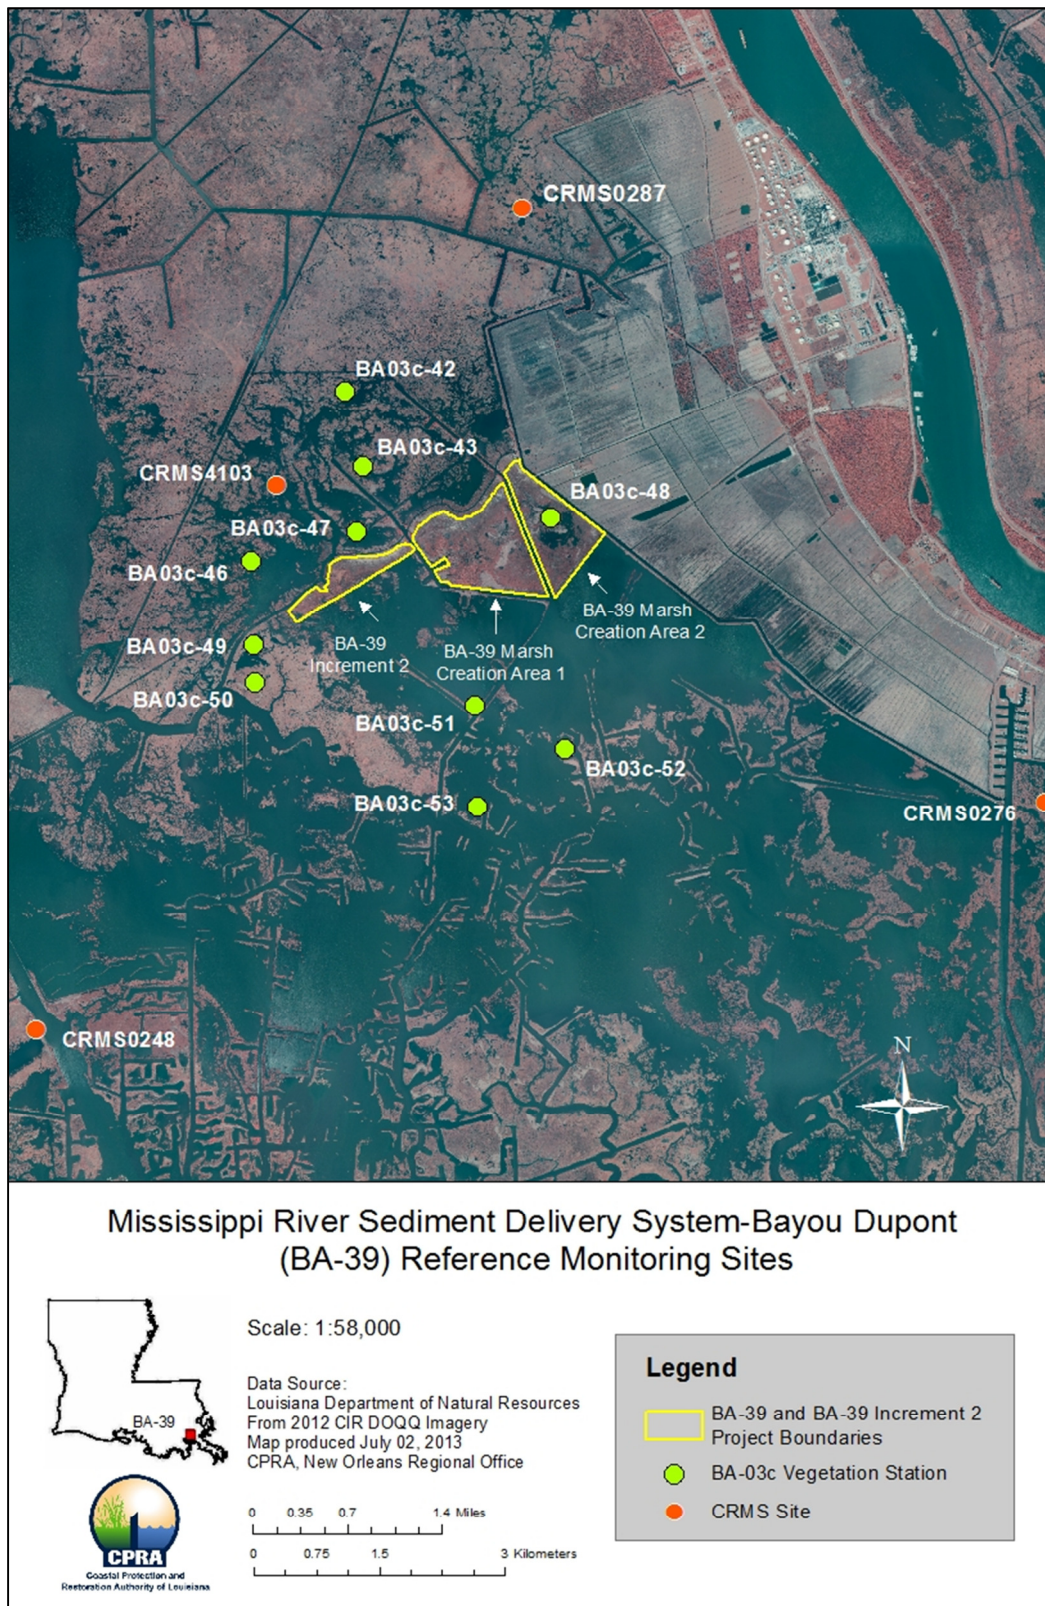 CRMS0287
BA03c-42
BA03c-43
CRMS4103
BA03c-48
BA03c-47
BA03c-46
BA-39 Marsh
Creation Area 2
BA-39
Increment 2
BA-39 Marsh
Creation Area 1
BA03c-49
BA03c-50
BA03c-51
BA03c-52
BA03c-53
CRMS0276
CRMS0248
N
Mississippi River Sediment Delivery System-Bayou Dupont
(BA-39) Reference Monitoring Sites
BA-39
Scale: 1:58,000
Data Source:
Louisiana Department of Natural Resources
From 2012 CIR DOQQ Imagery
Map produced July 02, 2013
CPRA, New Orleans Regional Office
CPRA
Coastal Protection and
Restoration Authority of Louisiana
0 0.35 0.7 1.4 Miles
0 0.75 1.5 3 Kilometers
Legend
BA-39 and BA-39 Increment 2
Project Boundaries
BA-03c Vegetation Station
CRMS Site